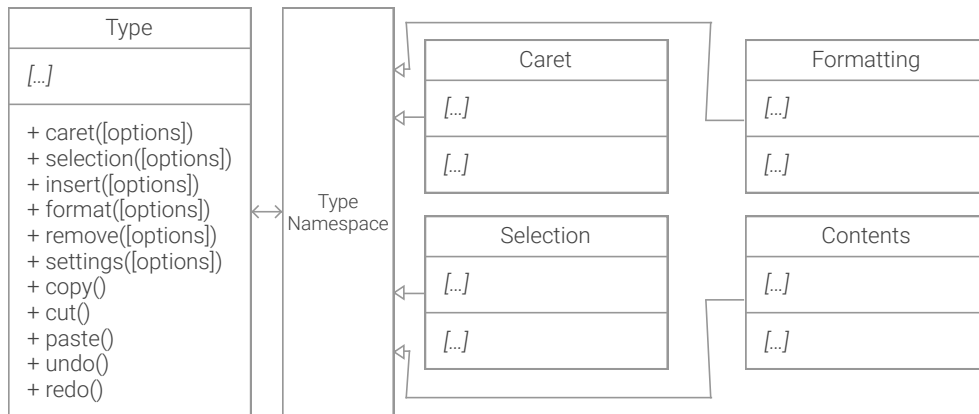 Type
[...]
+ caret([options])
+ selection([options])
+ insert([options])
+ format([options])
+ remove([options])
+ settings([options])
+ copy()
+ cut()
+ paste()
+ undo()
+ redo()
Type
Namespace
Caret
[...]
[...]
Formatting
[...]
[...]
Selection
[...]
[...]
Contents
[...]
[...]